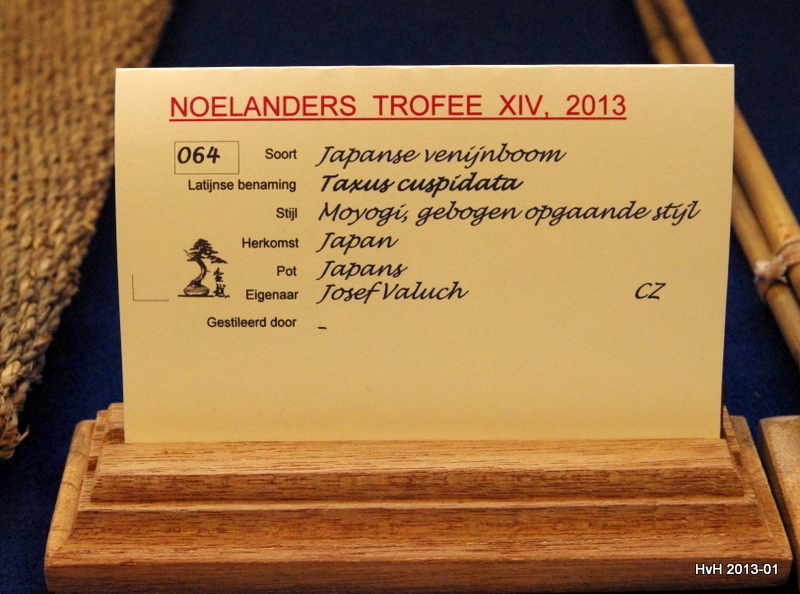 NOELANDERS TROFEE XIV, 2013
064 Soort Japanse venijnboom
Latijnse benaming Taxus cuspidata
Stijl Moyogi, gebogen opgaande stijl
Herkomst Japan
Pot Japans
Eigenaar Josef Valuch CZ
Gestileerd door –
HvH 2013-01